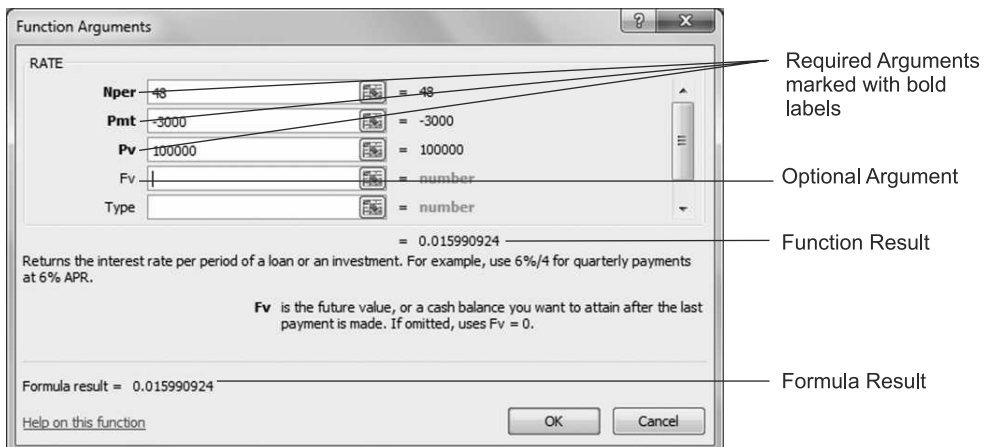 Function Arguments
RATE
Nper 48 = 48
Pmt -3000 = -3000
Pv 100000 = 100000
Fv = number
Type = number
= 0.015990924
Returns the interest rate per period of a loan or an investment. For example, use 6%/4 for quarterly payments
at 6% APR.
Fv is the future value, or a cash balance you want to attain after the last
payment is made. If omitted, uses Fv = 0.
Formula result = 0.015990924
Help on this function
OK
Cancel
Required Arguments
marked with bold
labels
Optional Argument
Function Result
Formula Result